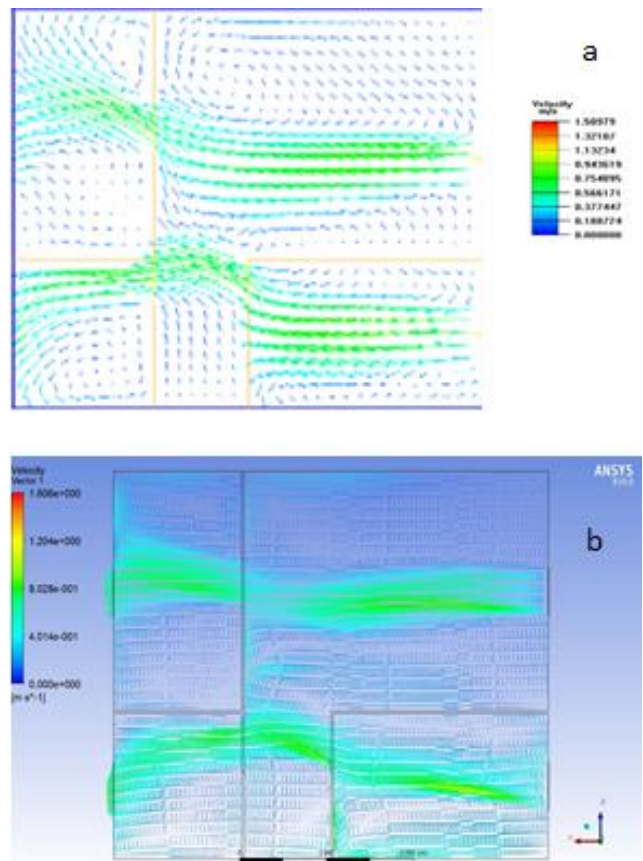 a
Velocity
m/s
1.50979
1.32107
1.13234
0.943619
0.754895
0.566171
0.377447
0.188724
0.000000
Velocity
Vector 1
ANSYS
b
1.606e+000
1.204e+000
8.028e-001
4.014e-001
0.000e+000
[m s^-1]